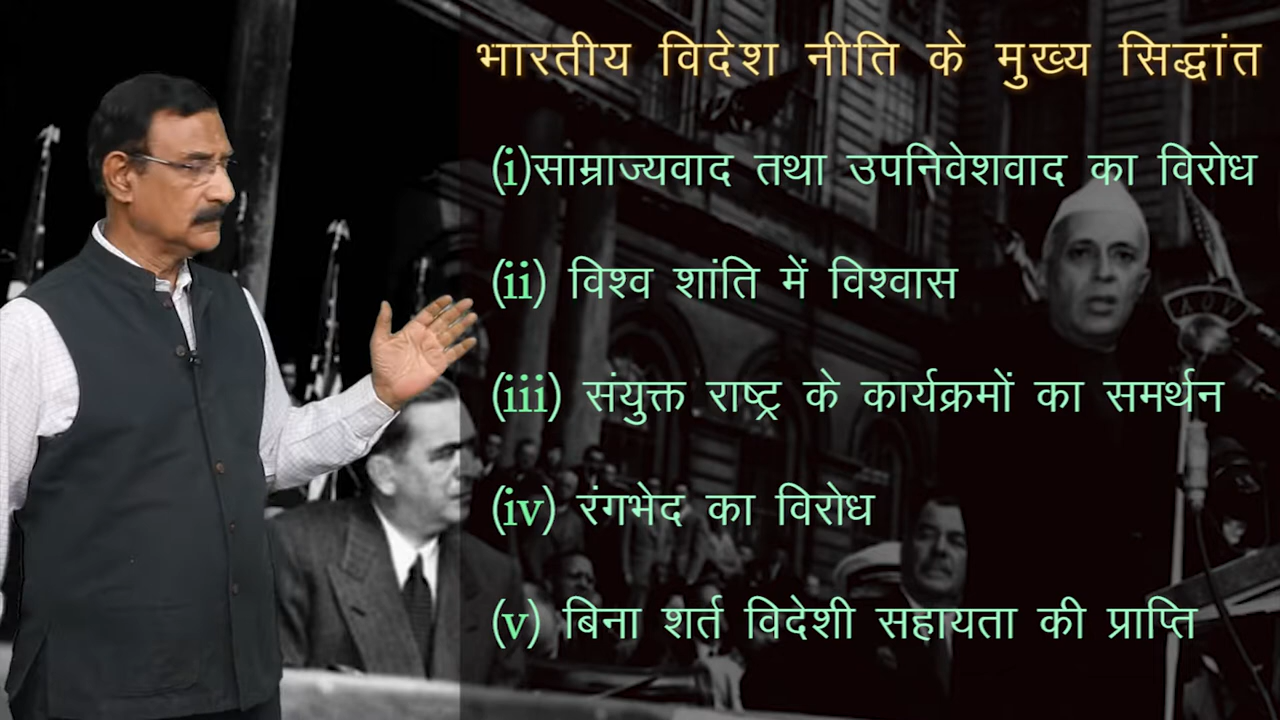 भारतीय विदेश नीति के मुख्य सिद्धांत
(i)साम्राज्यवाद तथा उपनिवेशवाद का विरोध
(ii) विश्व शांति में विश्वास
(iii) संयुक्त राष्ट्र के कार्यक्रमों का समर्थन
(iv) रंगभेद का विरोध
(v) बिना शर्त विदेशी सहायता की प्राप्ति